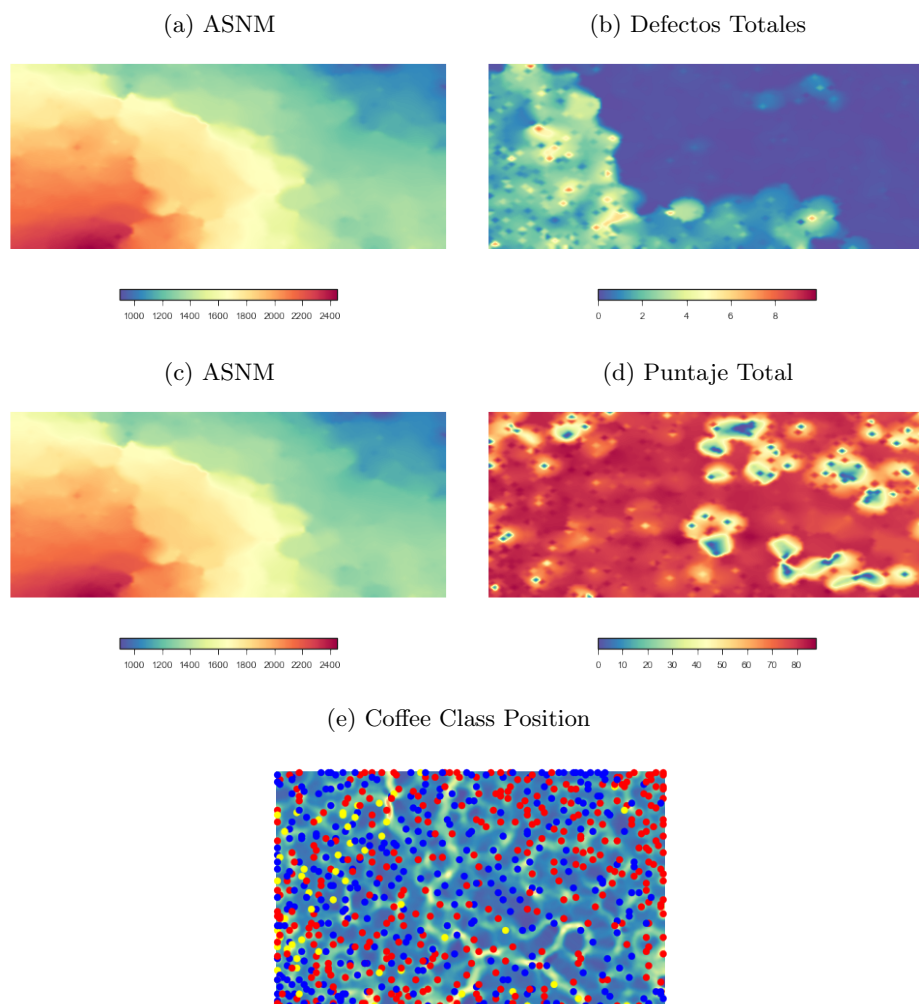 (a) ASNM
(b) Defectos Totales
1000 1200 1400 1600 1800 2000 2200 2400
0 2 4 6 8
(c) ASNM
(d) Puntaje Total
1000 1200 1400 1600 1800 2000 2200 2400
0 10 20 30 40 50 60 70 80
(e) Coffee Class Position